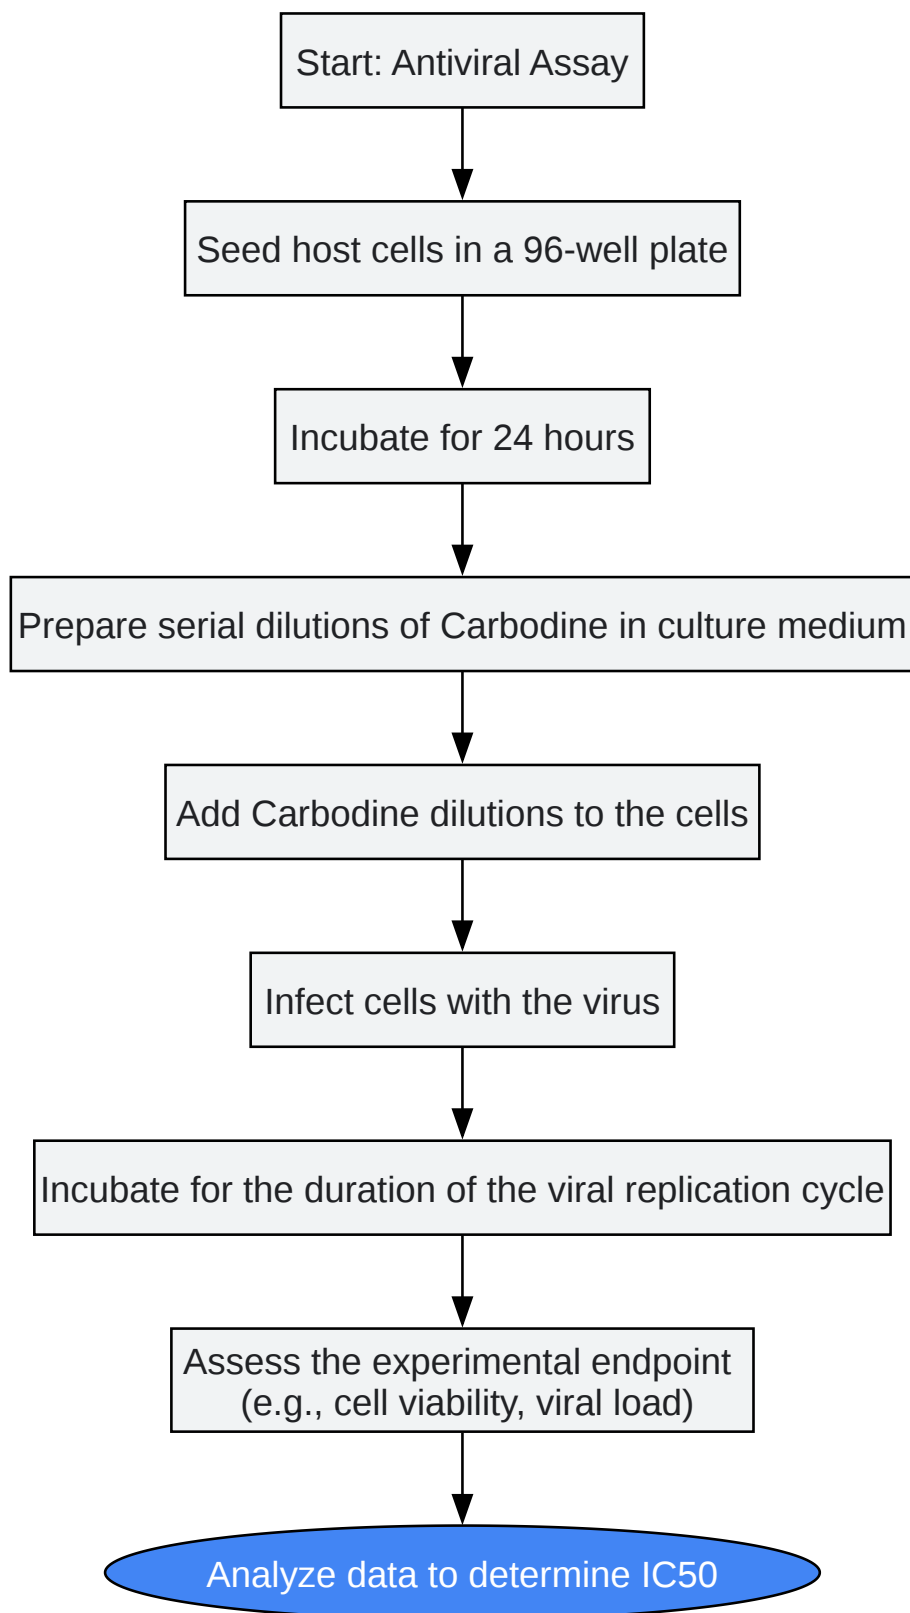 Start: Antiviral Assay
Seed host cells in a 96-well plate
Incubate for 24 hours
Prepare serial dilutions of Carbodine in culture medium
Add Carbodine dilutions to the cells
Infect cells with the virus
Incubate for the duration of the viral replication cycle
Assess the experimental endpoint
(e.g., cell viability, viral load)
Analyze data to determine IC50